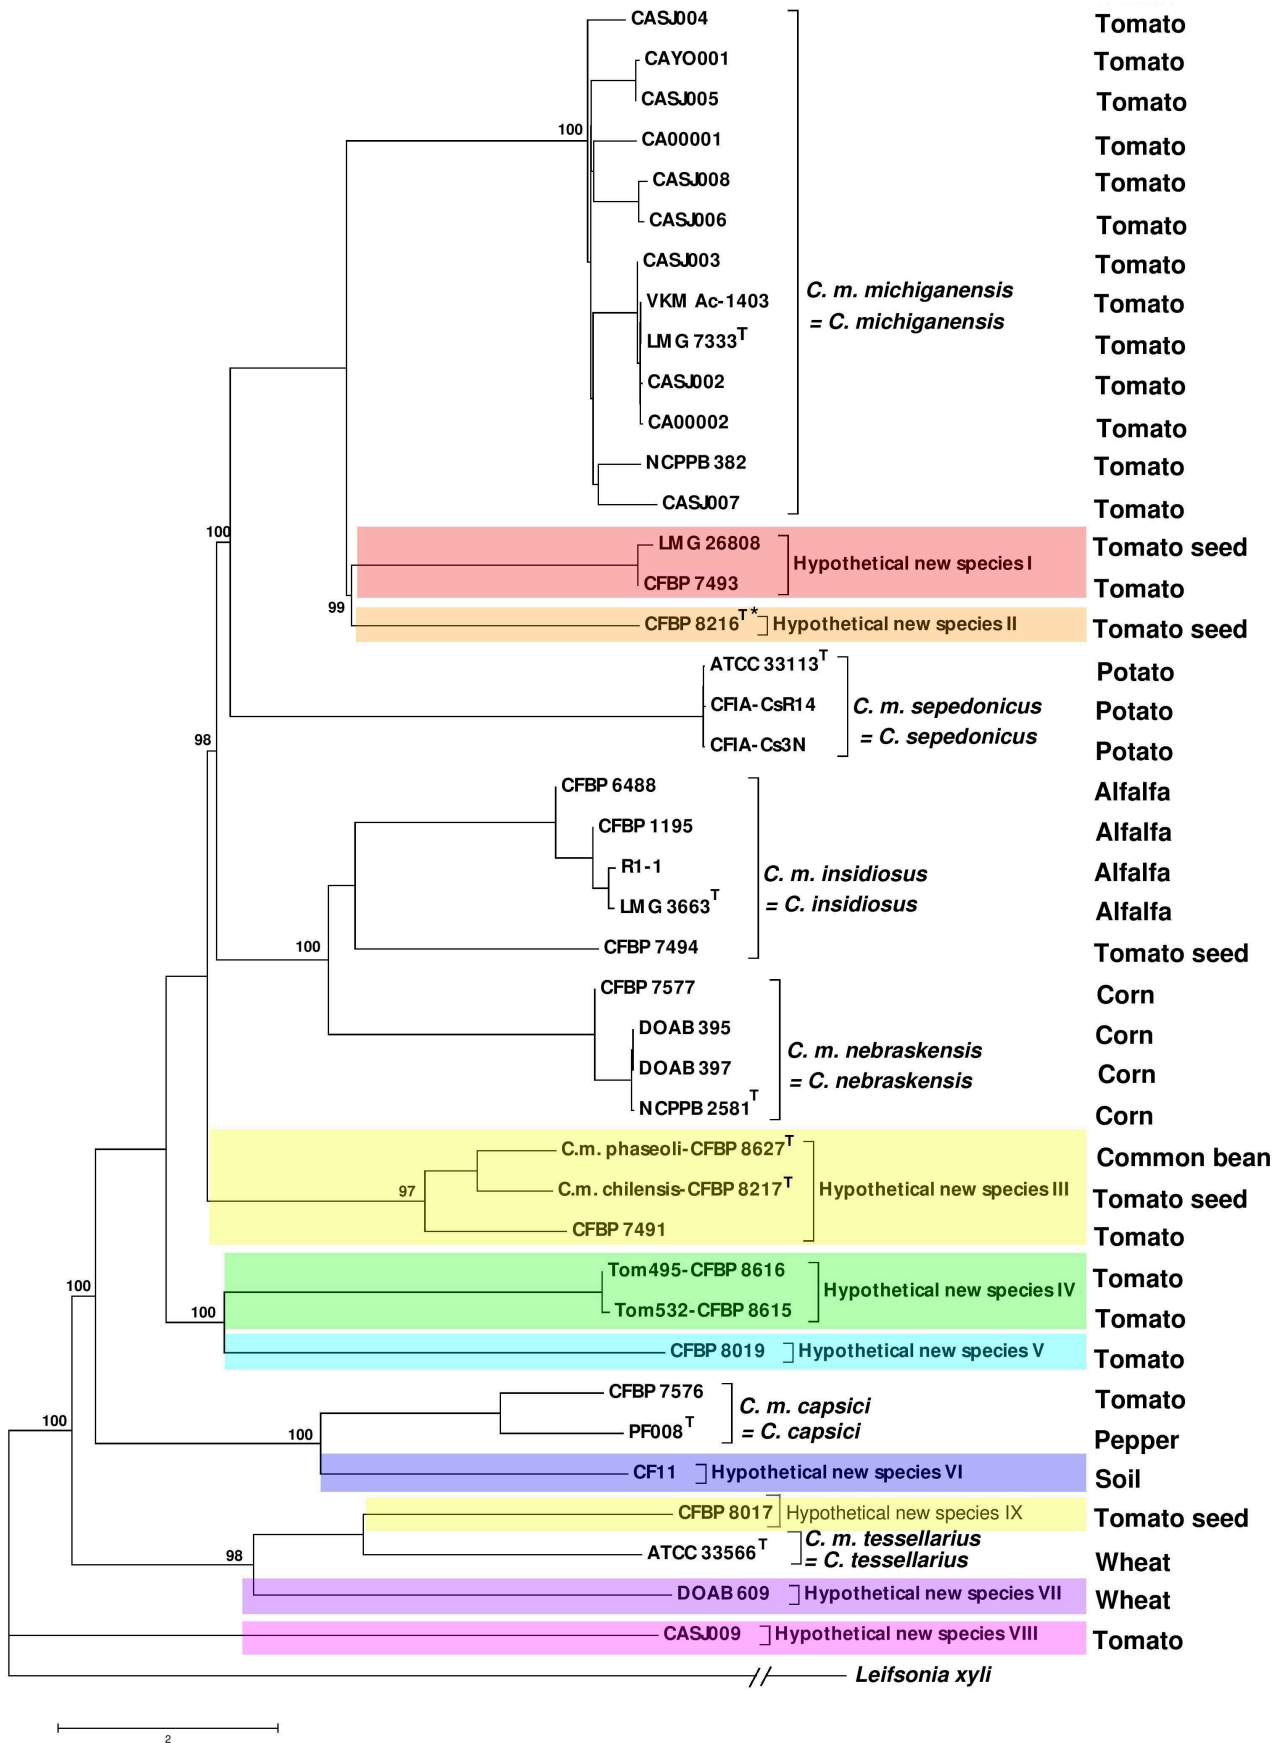 CASJ004 Tomato
CAYO001 Tomato
CASJ005 Tomato
100 CA00001 Tomato
CASJ008 Tomato
CASJ006 Tomato
CASJ003 Tomato
C. m. michiganensis
VKM Ac-1403 Tomato
= C. michiganensis
LMG 7333T Tomato
CASJ002 Tomato
CA00002 Tomato
NCPPB 382 Tomato
CASJ007 Tomato
100
LMG 26808 Tomato seed
Hypothetical new species I
CFBP 7493 Tomato
99
CFBP 8216T* Hypothetical new species II Tomato seed
ATCC 33113T Potato
CFIA-CsR14 C. m. sepedonicus Potato
98 = C. sepedonicus
CFIA-Cs3N Potato
CFBP 6488 Alfalfa
CFBP 1195 Alfalfa
R1-1 C. m. insidiosus Alfalfa
LMG 3663T = C. insidiosus Alfalfa
100 CFBP 7494 Tomato seed
CFBP 7577 Corn
DOAB 395 Corn
C. m. nebraskensis
DOAB 397 = C. nebraskensis Corn
NCPPB 2581T Corn
C.m. phaseoli-CFBP 8627T Common bean
97 C.m. chilensis-CFBP 8217T Hypothetical new species III Tomato seed
CFBP 7491 Tomato
Tom495-CFBP 8616 Tomato
100 Hypothetical new species IV
100 Tom532-CFBP 8615 Tomato
CFBP 8019 Hypothetical new species V Tomato
CFBP 7576 C. m. capsici Tomato
100 100 PF008T = C. capsici Pepper
CF11 Hypothetical new species VI Soil
CFBP 8017 Hypothetical new species IX Tomato seed
C. m. tessellarius
98 ATCC 33566T = C. tessellarius Wheat
DOAB 609 Hypothetical new species VII Wheat
CASJ009 Hypothetical new species VIII Tomato
Leifsonia xyli
2